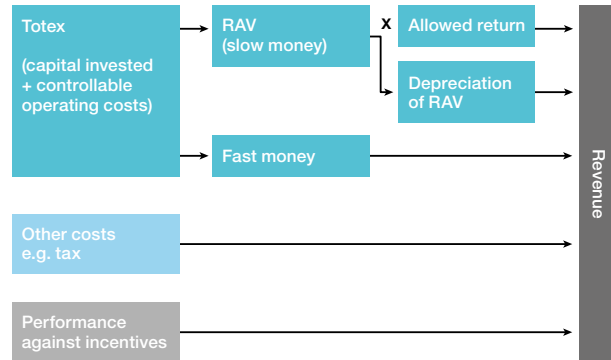 Totex
(capital invested
+ controllable
operating costs)
RAV
(slow money)
X
Allowed return
Depreciation
of RAV
Fast money
Other costs
e.g. tax
Performance
against incentives
Revenue